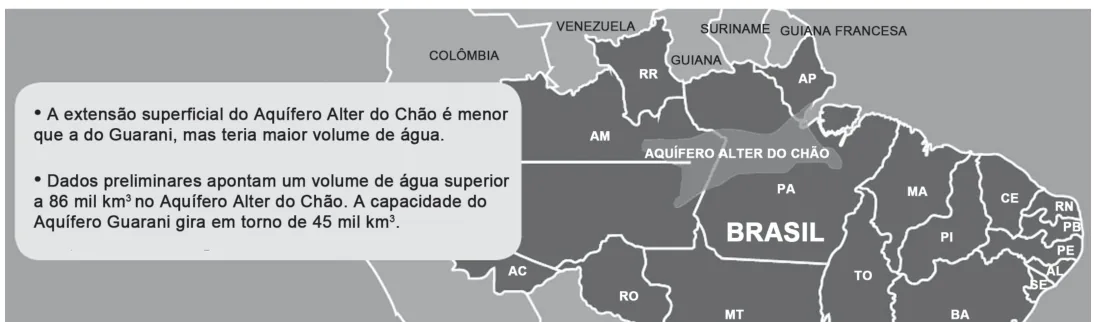 VENEZUELA
SURINAME
GUIANA FRANCESA
COLÔMBIA
GUIANA
RR
AP
• A extensão superficial do Aquífero Alter do Chão é menor
que a do Guarani, mas teria maior volume de água.
• Dados preliminares apontam um volume de água superior
a 86 mil km³ no Aquífero Alter do Chão. A capacidade do
Aquífero Guarani gira em torno de 45 mil km³.
AM
AQUÍFERO ALTER DO CHÃO
PA
MA
CE
RN
PB
PE
AL
SE
PI
BRASIL
AC
RO
TO
MT
BA